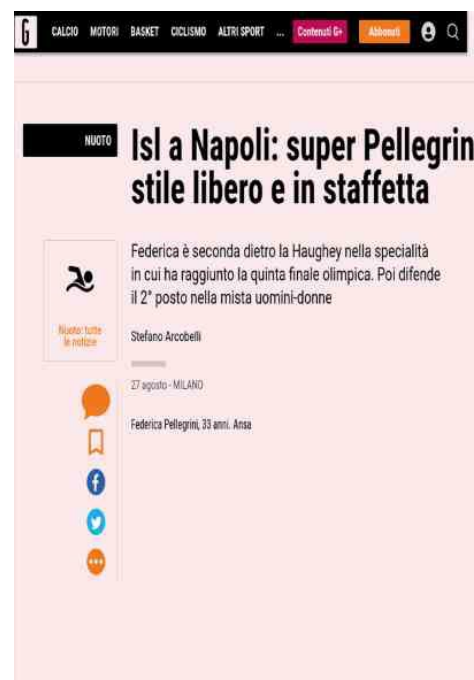 G CALCIO MOTORI BASKET CICLISMO ALTRI SPORT ... Contenuti G+ Abbonati
NUOTO
Isl a Napoli: super Pellegrin
stile libero e in staffetta
Federica è seconda dietro la Haughey nella specialità
in cui ha raggiunto la quinta finale olimpica. Poi difende
il 2° posto nella mista uomini-donne
Nuoto: tutte
le notizie
Stefano Arcobelli
27 agosto - MILANO
Federica Pellegrini, 33 anni. Ansa